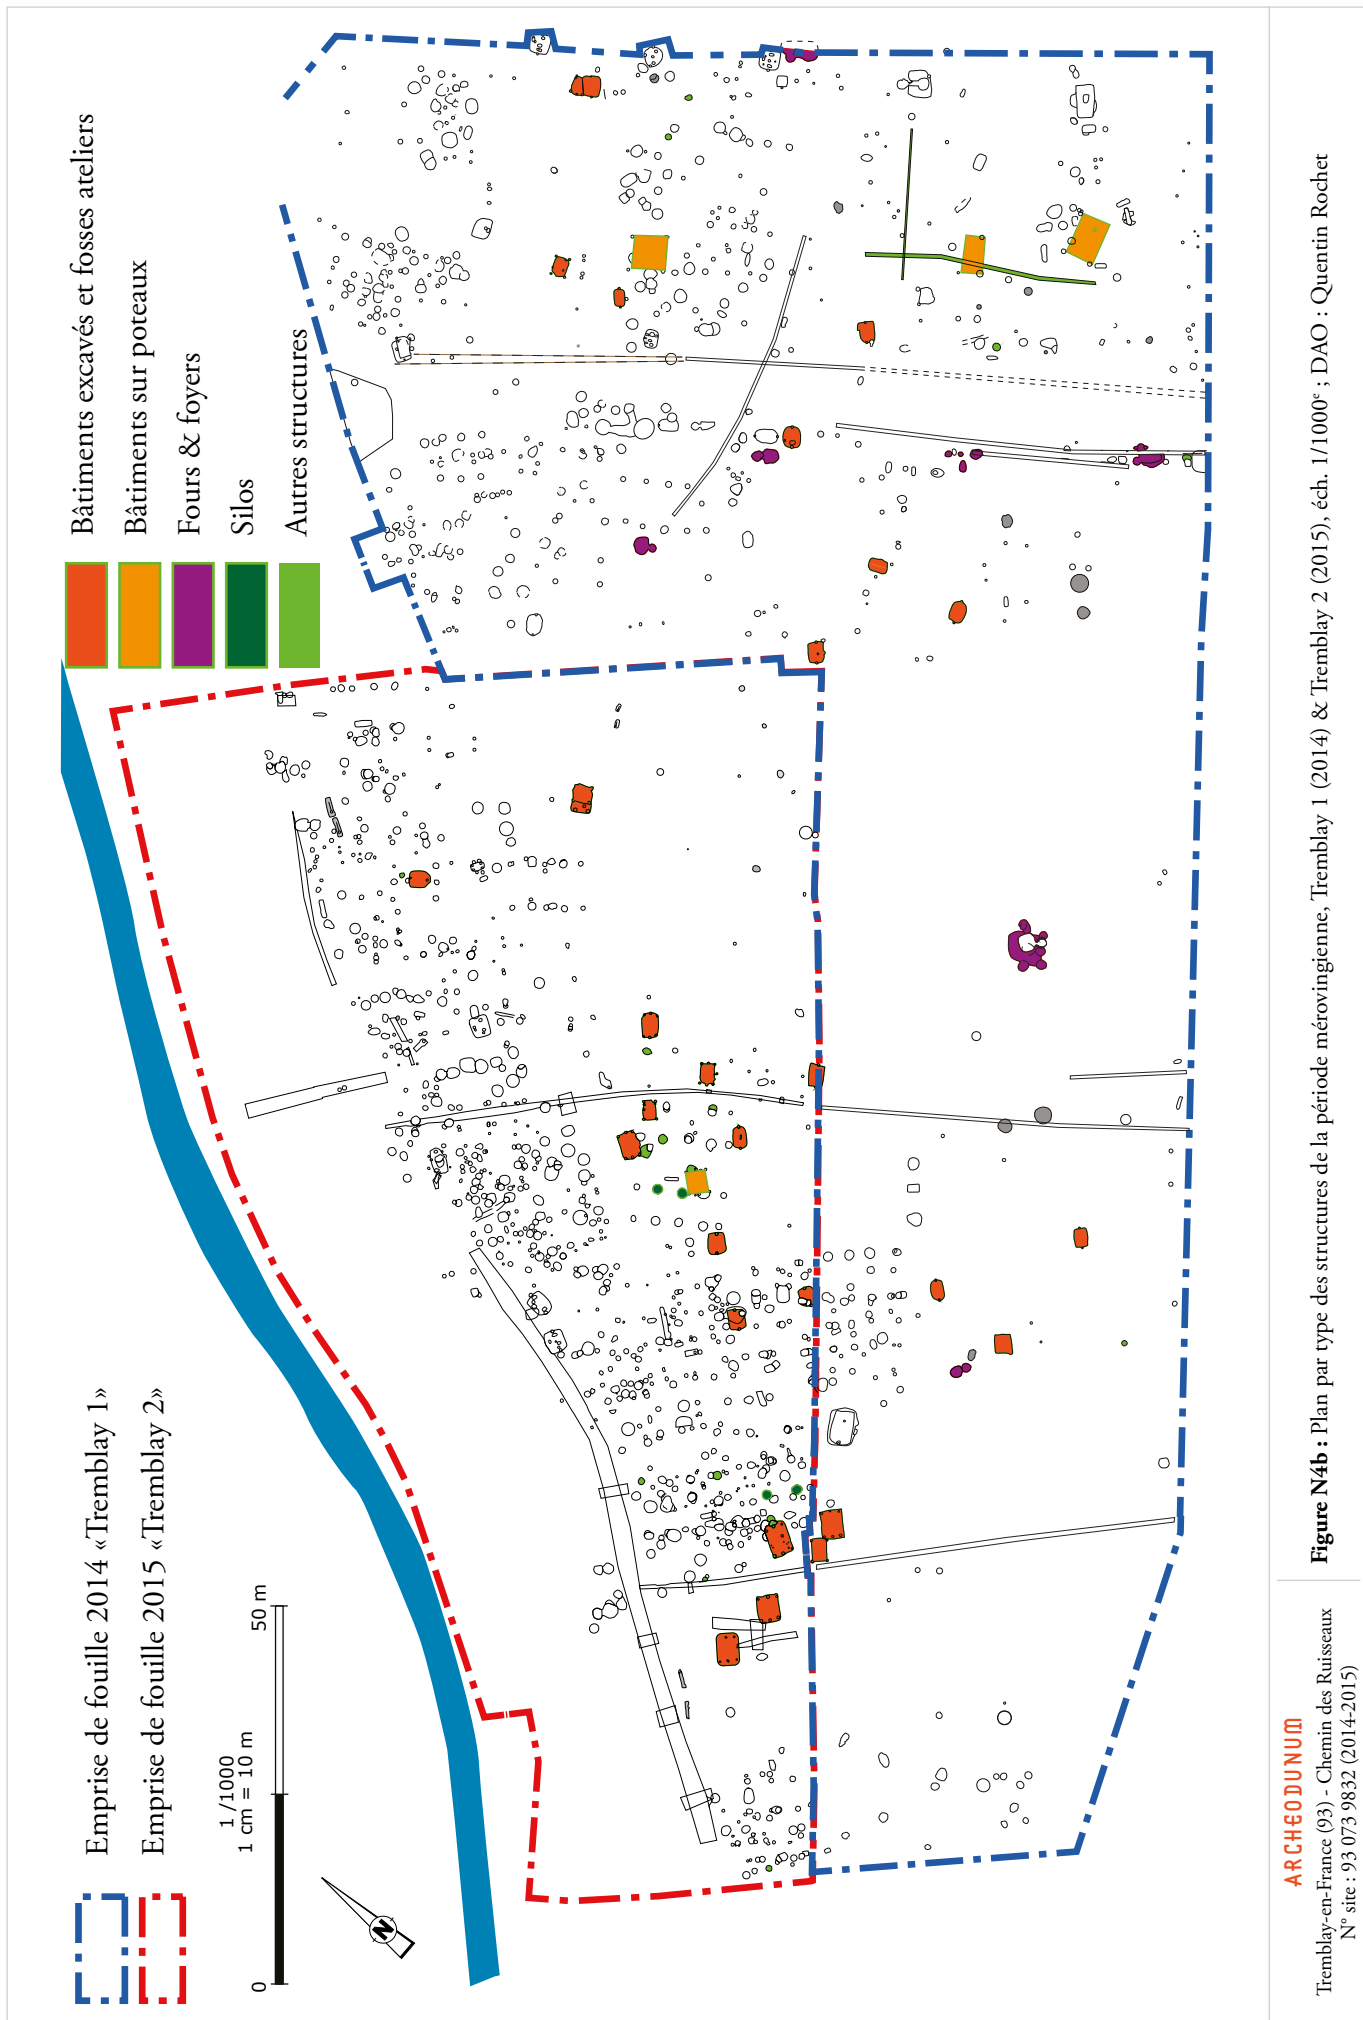 Bâtiments excavés et fosses ateliers
Bâtiments sur poteaux
Fours & foyers
Silos
Autres structures
Emprise de fouille 2014 «Tremblay 1»
Emprise de fouille 2015 «Tremblay 2»
1 /1000
1 cm = 10 m
0
50 m
N
ARCHEODUNUM
Tremblay-en-France (93) - Chemin des Ruisseaux
N° site : 93 073 9832 (2014-2015)
Figure N4b : Plan par type des structures de la période mérovingienne, Tremblay 1 (2014) & Tremblay 2 (2015), éch. 1/1000e ; DAO : Quentin Rochet